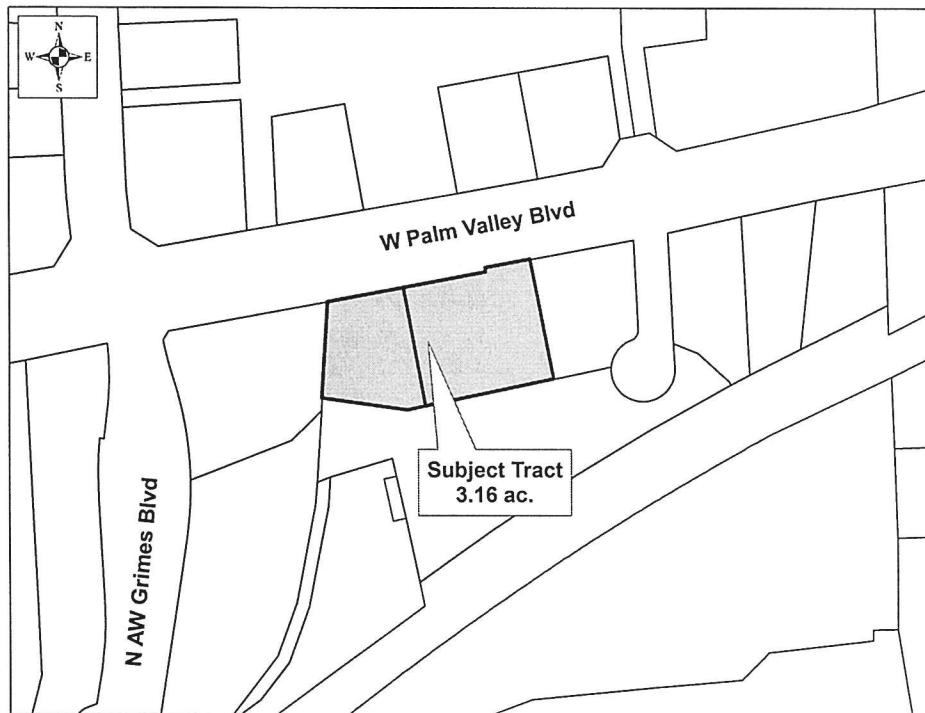 N
W E
S
W Palm Valley Blvd
Subject Tract
3.16 ac.
N AW Grimes Blvd